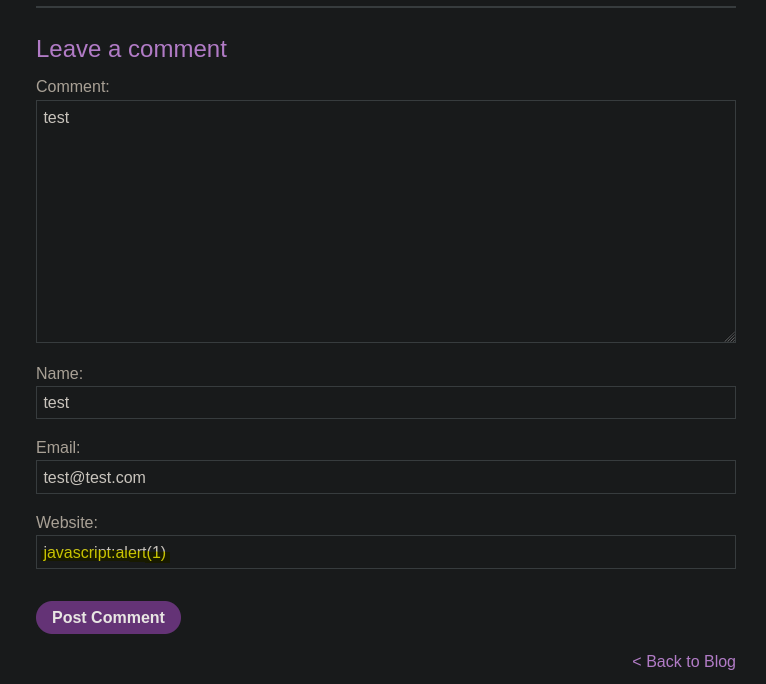 Leave a comment
Comment:
test
Name:
test
Email:
test@test.com
Website:
javascript:alert(1)
Post Comment
< Back to Blog